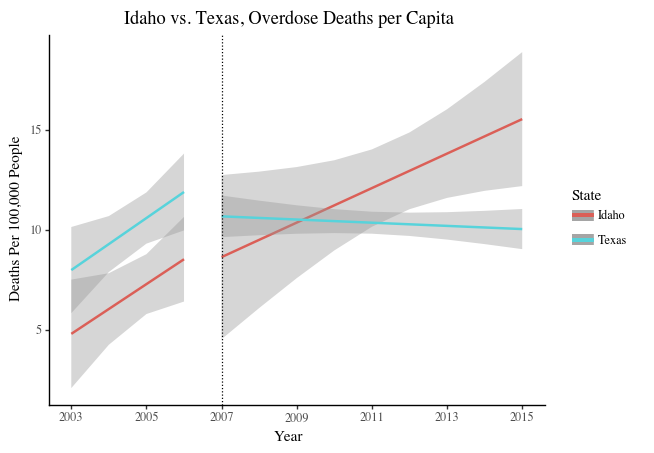 Idaho vs. Texas, Overdose Deaths per Capita
Deaths Per 100,000 People
15
10
5
2003 2005 2007 2009 2011 2013 2015
Year
State
Idaho
Texas